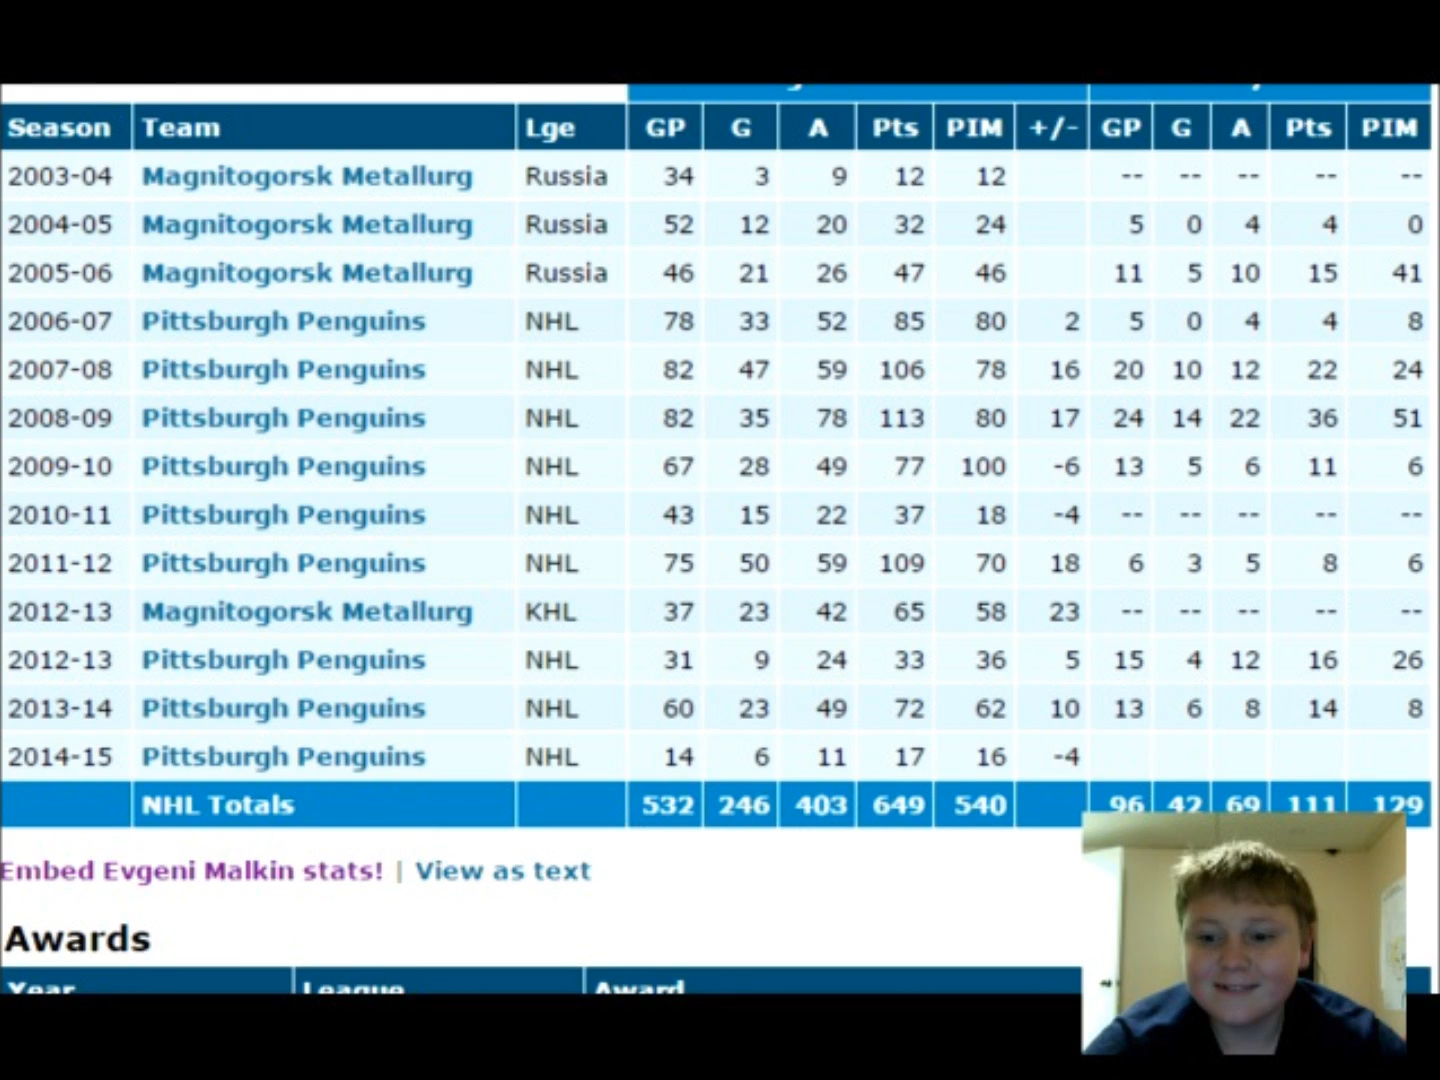 Season Team Lge GP G A Pts PIM +/- GP G A Pts PIM
2003-04 Magnitogorsk Metallurg Russia 34 3 9 12 12 -- -- -- -- --
2004-05 Magnitogorsk Metallurg Russia 52 12 20 32 24 5 0 4 4 0
2005-06 Magnitogorsk Metallurg Russia 46 21 26 47 46 11 5 10 15 41
2006-07 Pittsburgh Penguins NHL 78 33 52 85 80 2 5 0 4 4 8
2007-08 Pittsburgh Penguins NHL 82 47 59 106 78 16 20 10 12 22 24
2008-09 Pittsburgh Penguins NHL 82 35 78 113 80 17 24 14 22 36 51
2009-10 Pittsburgh Penguins NHL 67 28 49 77 100 -6 13 5 6 11 6
2010-11 Pittsburgh Penguins NHL 43 15 22 37 18 -4 -- -- -- -- --
2011-12 Pittsburgh Penguins NHL 75 50 59 109 70 18 6 3 5 8 6
2012-13 Magnitogorsk Metallurg KHL 37 23 42 65 58 23 -- -- -- -- --
2012-13 Pittsburgh Penguins NHL 31 9 24 33 36 5 15 4 12 16 26
2013-14 Pittsburgh Penguins NHL 60 23 49 72 62 10 13 6 8 14 8
2014-15 Pittsburgh Penguins NHL 14 6 11 17 16 -4
NHL Totals 532 246 403 649 540 96 42 69 111 129
Embed Evgeni Malkin stats! | View as text
Awards
Year League Award